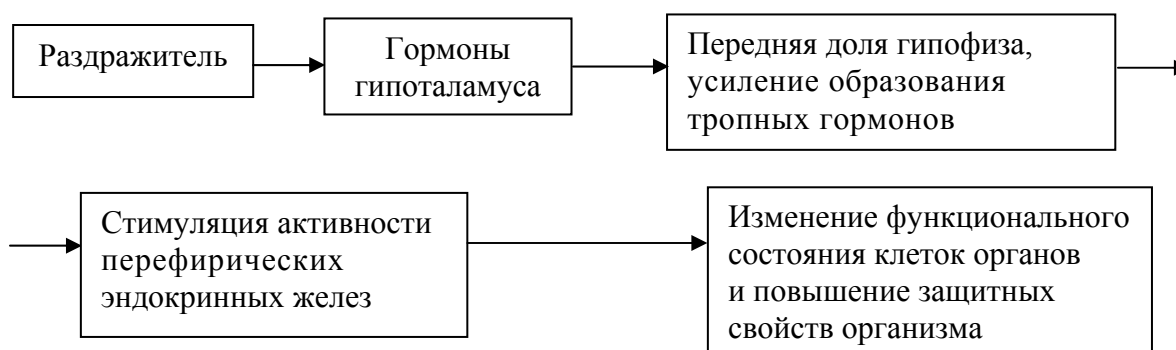 Раздражитель
Гормоны
гипоталамуса
Передняя доля гипофиза,
усиление образования
тропных гормонов
Стимуляция активности
перефирических
эндокринных желез
Изменение функционального
состояния клеток органов
и повышение защитных
свойств организма